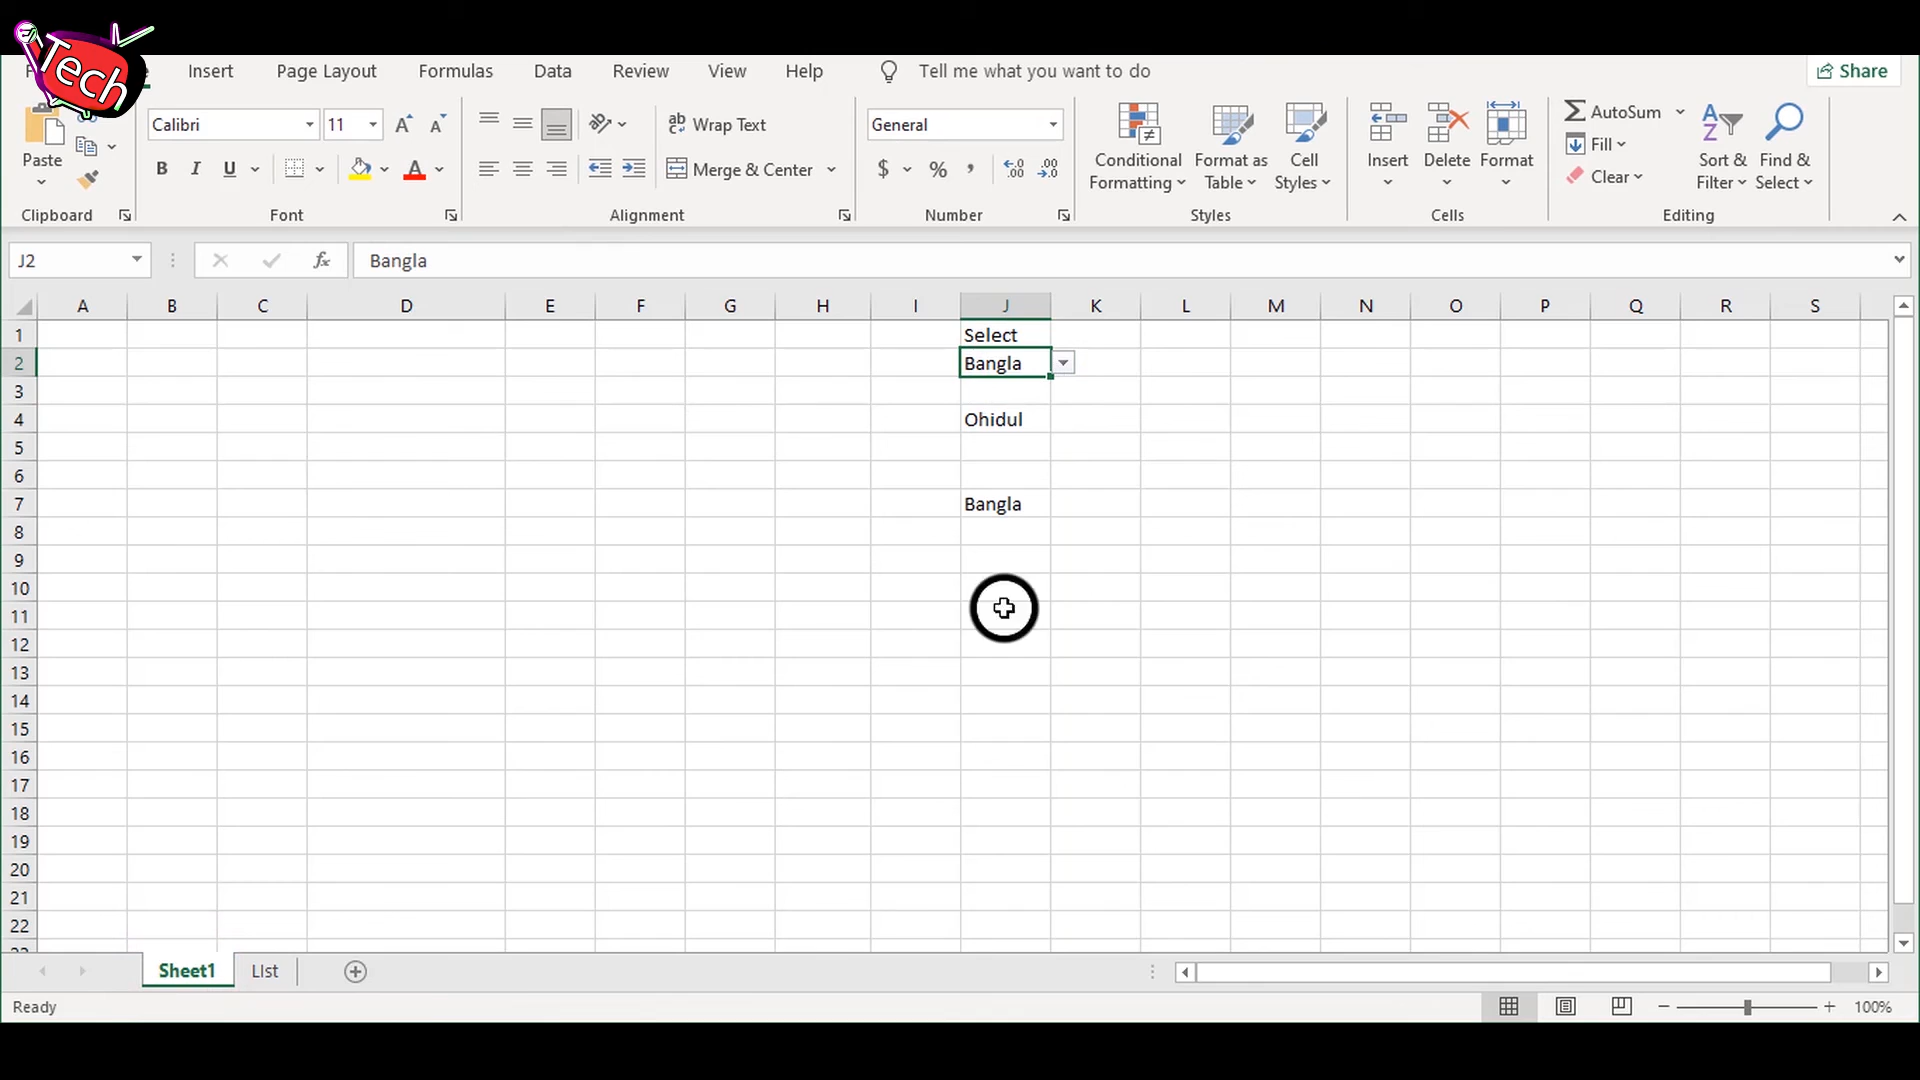 Tech
Insert Page Layout Formulas Data Review View Help Tell me what you want to do Share
Calibri 11 Wrap Text General AutoSum
Paste B I U Merge & Center $ % , Conditional Formatting Format as Table Cell Styles Insert Delete Format Fill Clear Sort & Filter Find & Select
Clipboard Font Alignment Number Styles Cells Editing
J2 fx Bangla
A B C D E F G H I J K L M N O P Q R S
1 Select
2 Bangla
3
4 Ohidul
5
6
7 Bangla
8
9
10
11
12
13
14
15
16
17
18
19
20
21
22
Sheet1 LIst
Ready 100%